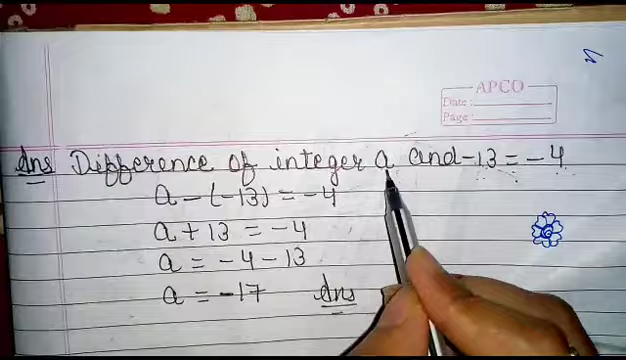 APCO
Date :
Page :
Ans Difference of integer a and -13 = -4
a - (-13) = -4
a + 13 = -4
a = -4 - 13
a = -17 Ans